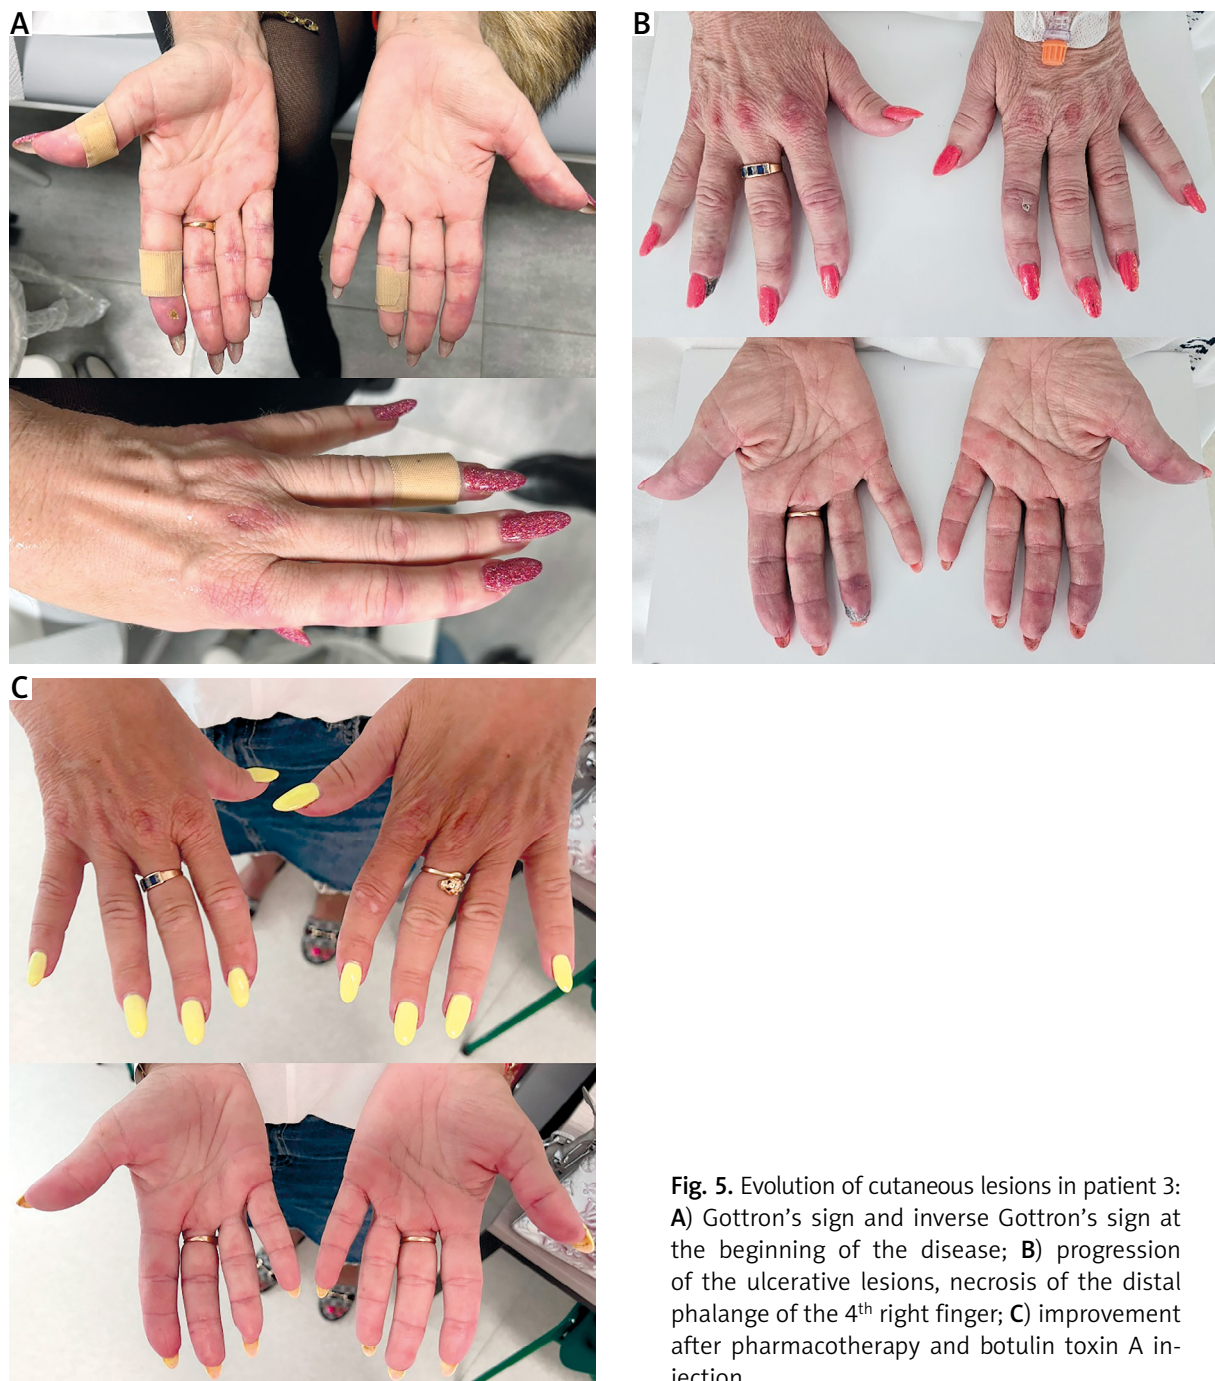 A
B
C
Fig. 5. Evolution of cutaneous lesions in patient 3:
A) Gottron’s sign and inverse Gottron’s sign at
the beginning of the disease; B) progression
of the ulcerative lesions, necrosis of the distal
phalange of the 4th right finger; C) improvement
after pharmacotherapy and botulin toxin A in-
jection